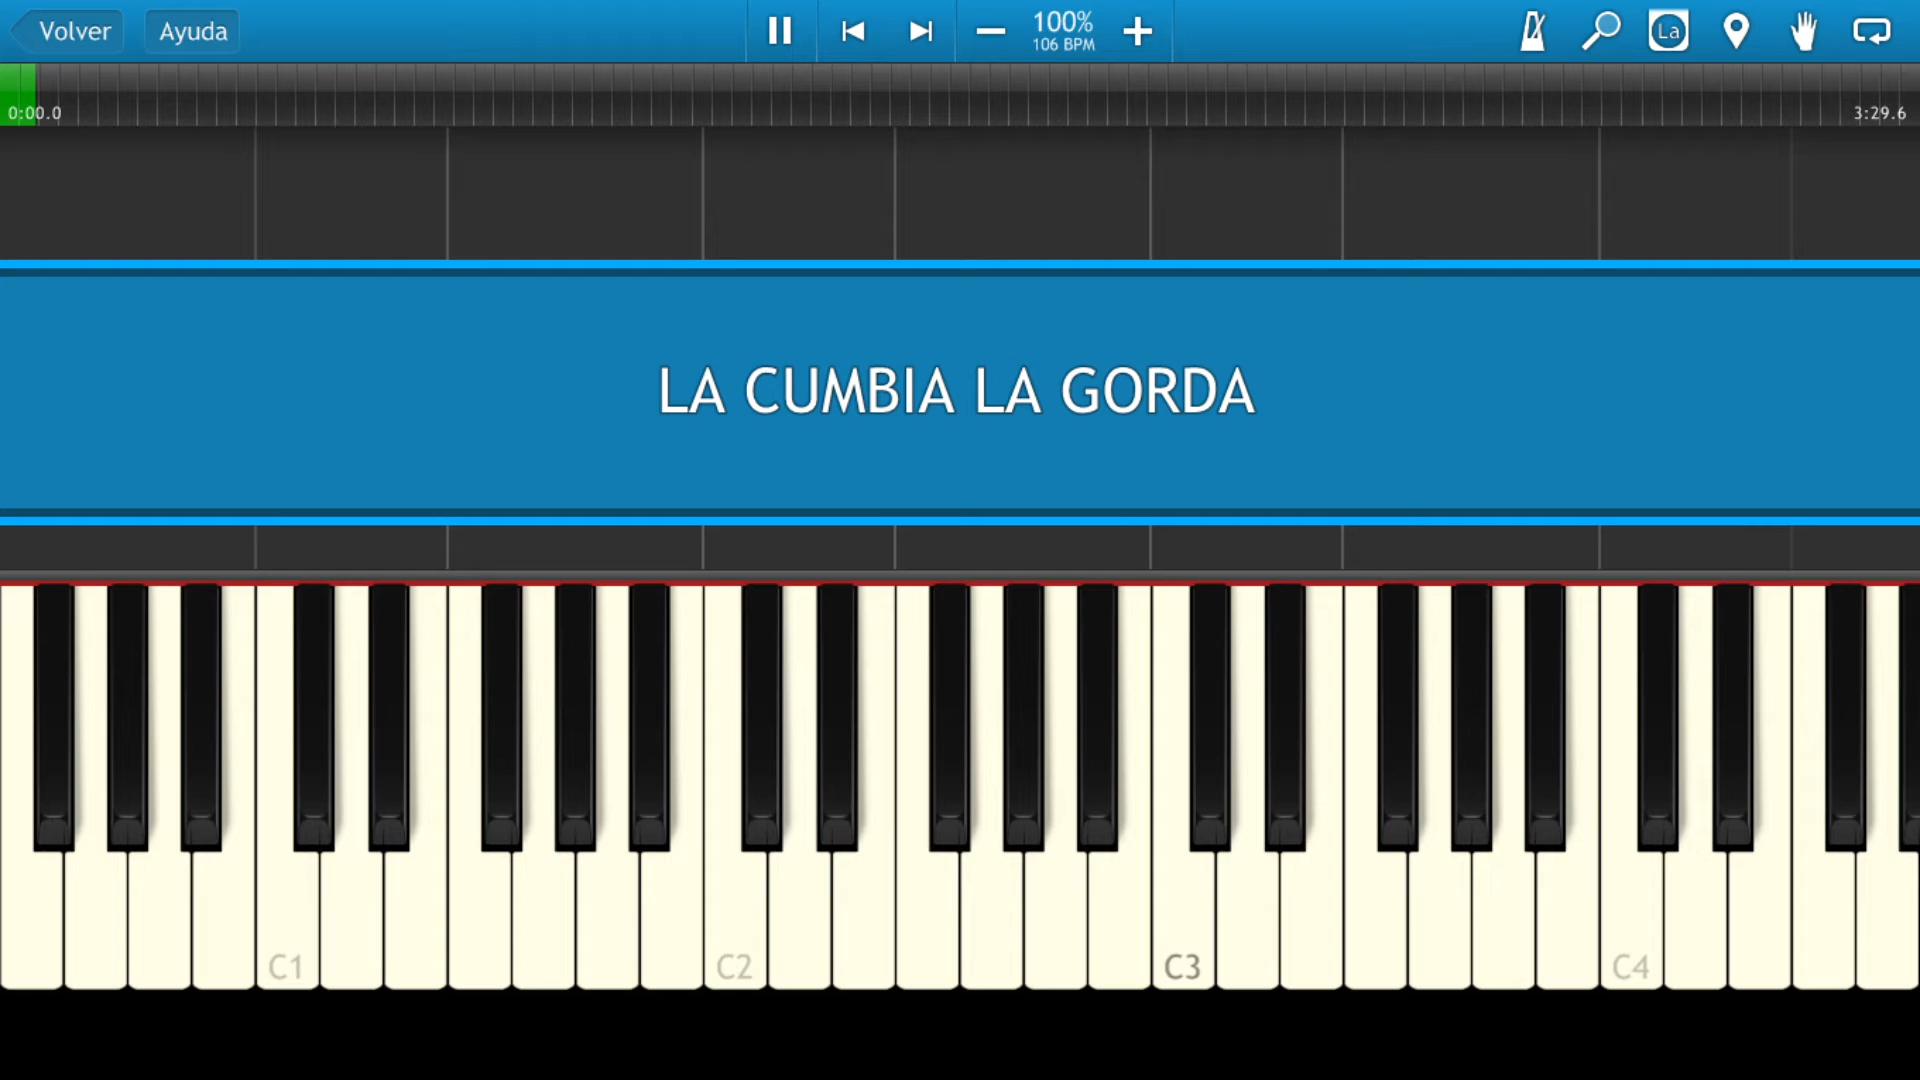 Volver
Ayuda
100%
106 BPM
La
0:00.0
3:29.6
LA CUMBIA LA GORDA
C1
C2
C3
C4